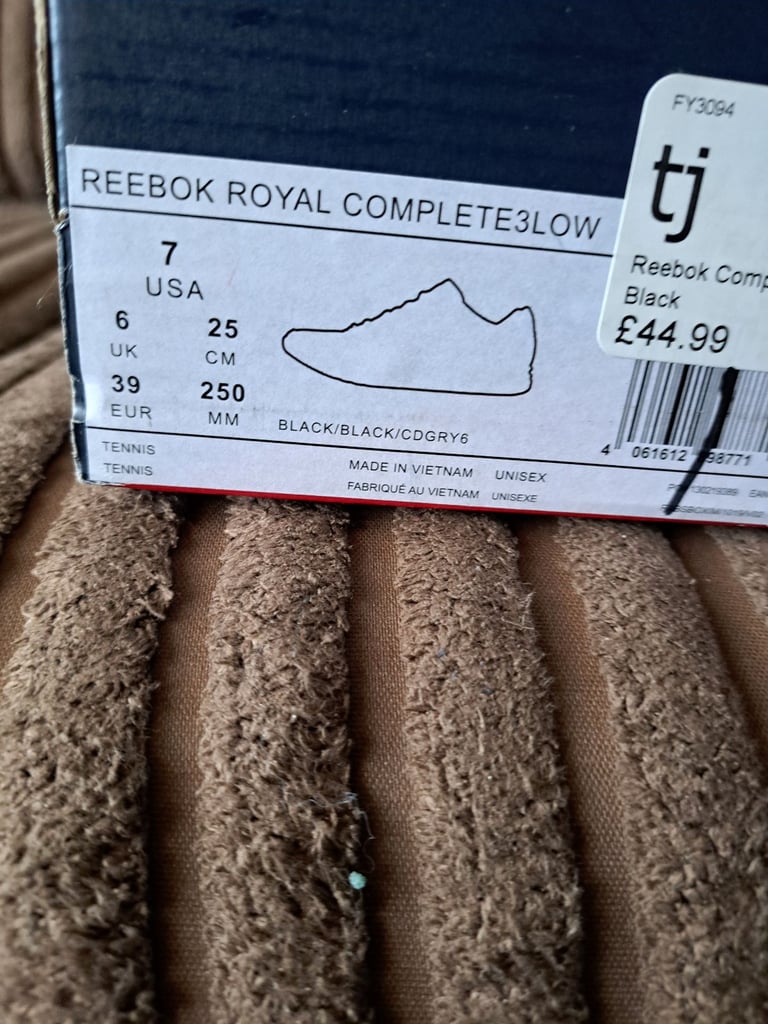 FY3094
tj
Reebok Comp
Black
£44.99
REEBOK ROYAL COMPLETE3LOW
7
USA
6 25
UK CM
39 250
EUR MM
BLACK/BLACK/CDGRY6
4 061612 98771
TENNIS
TENNIS
MADE IN VIETNAM UNISEX
FABRIQUÉ AU VIETNAM UNISEXE